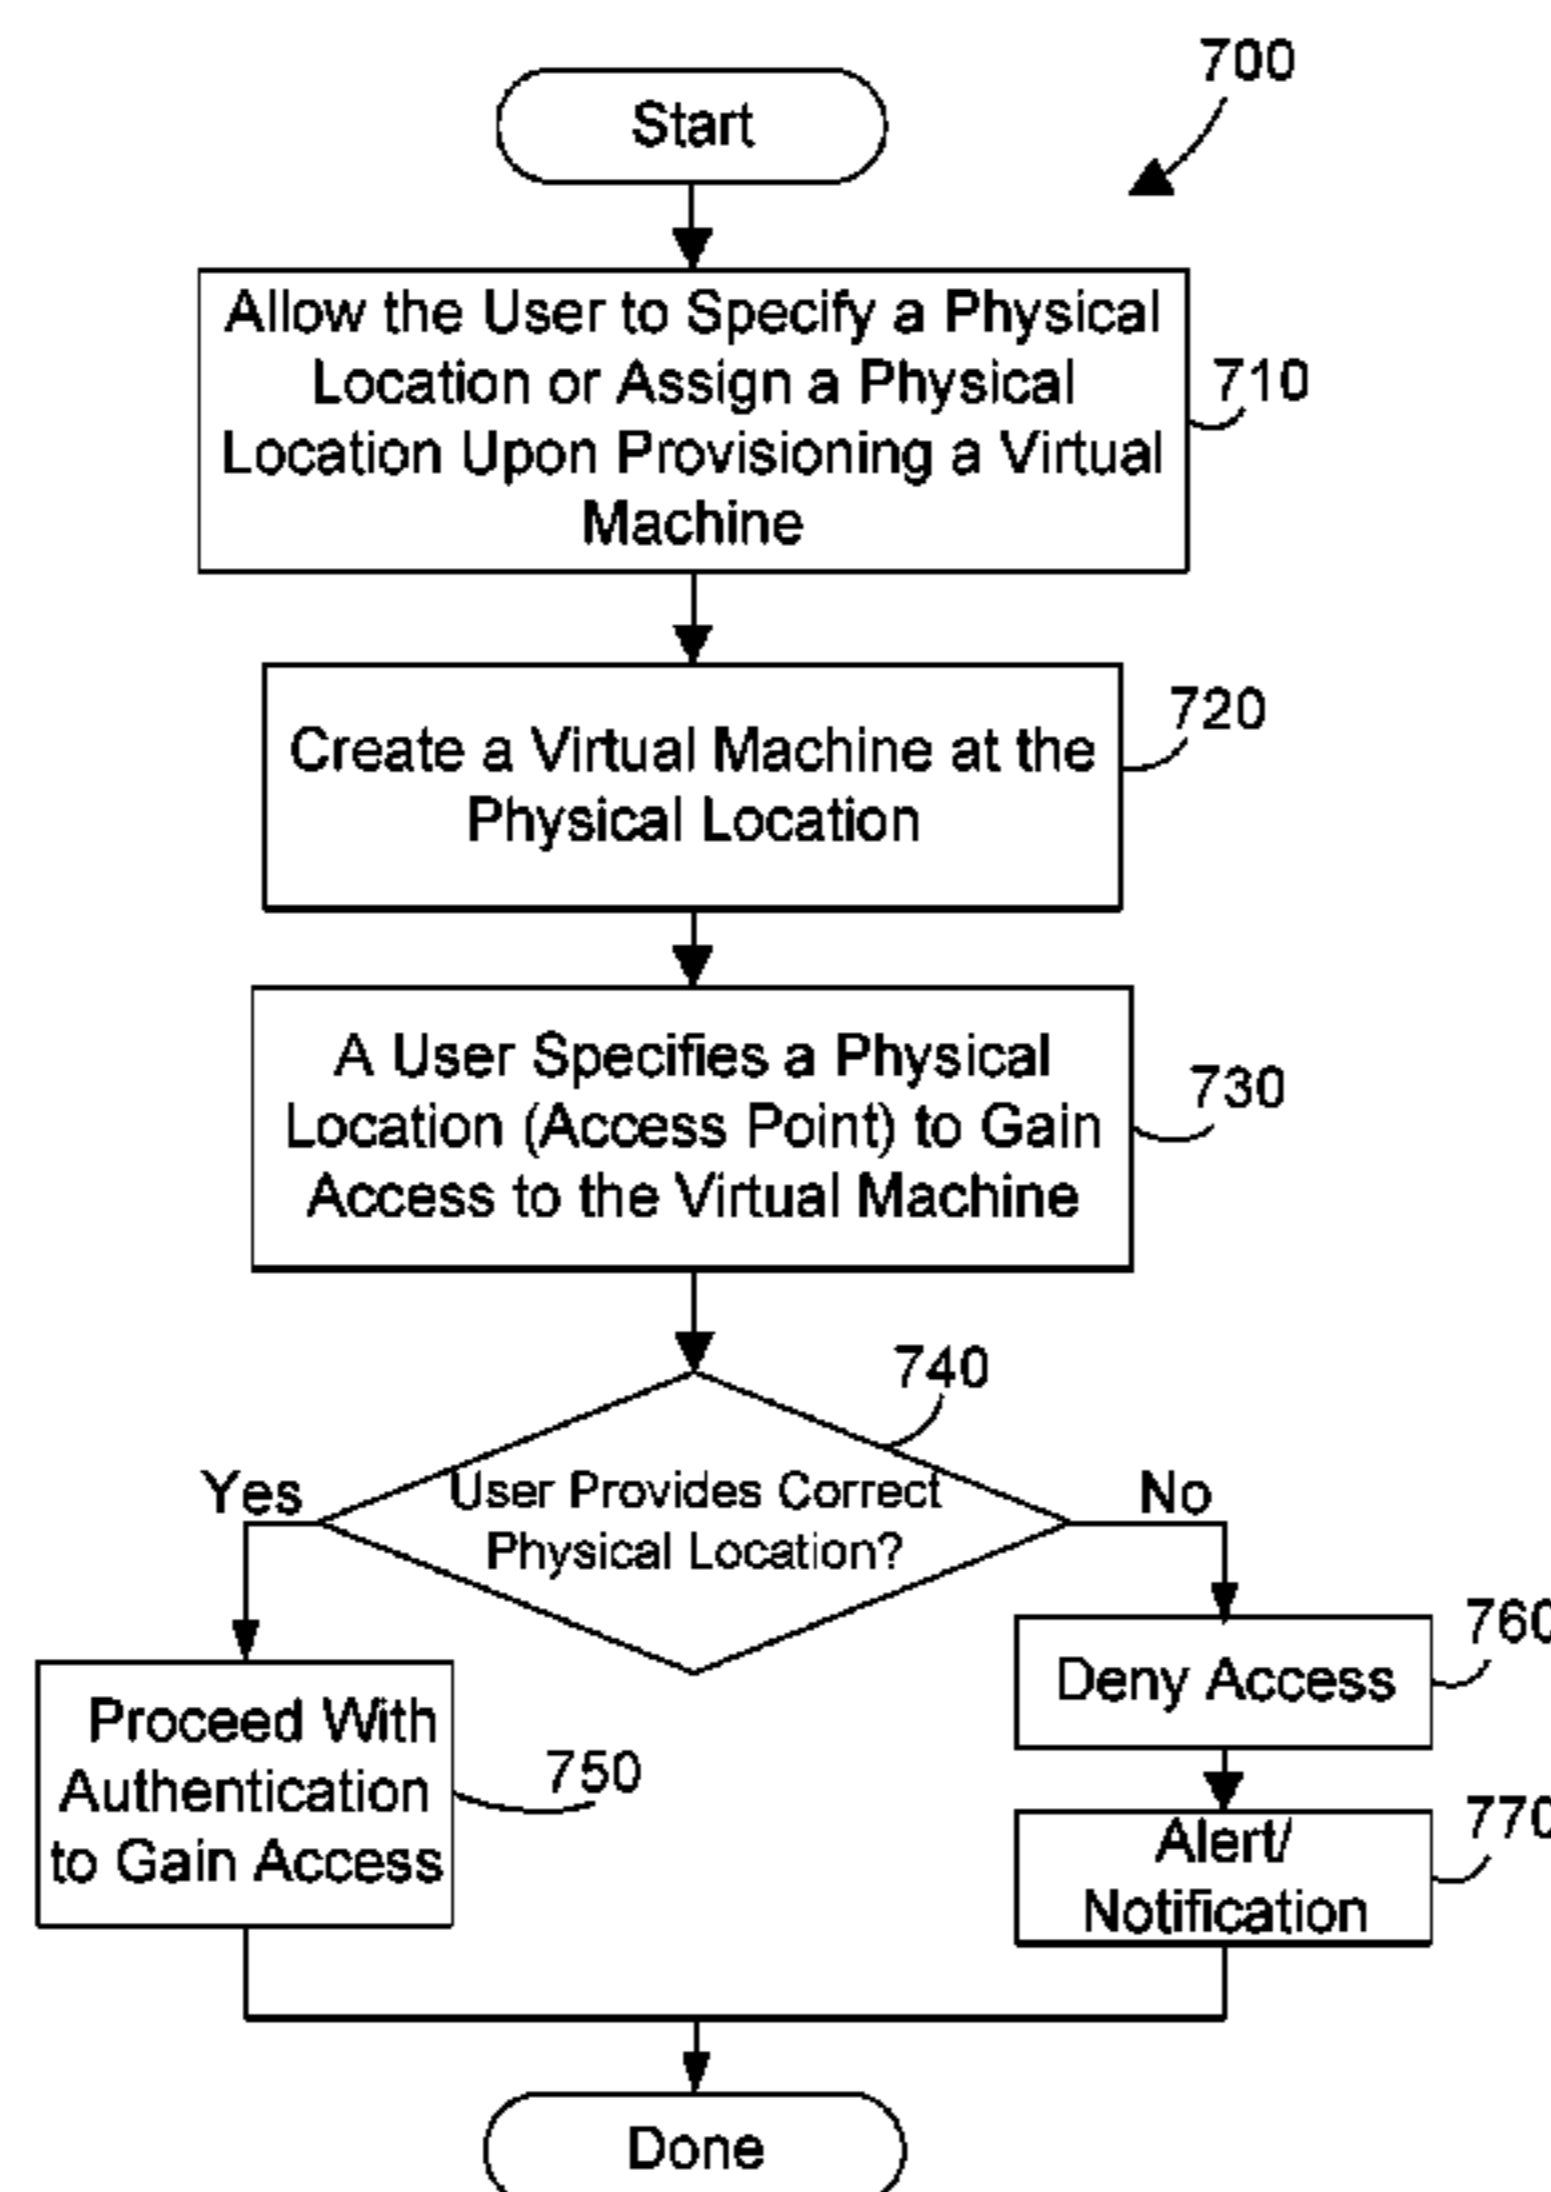 700
Start
Allow the User to Specify a Physical
Location or Assign a Physical
Location Upon Provisioning a Virtual
Machine
710
Create a Virtual Machine at the
Physical Location
720
A User Specifies a Physical
Location (Access Point) to Gain
Access to the Virtual Machine
730
740
User Provides Correct
Physical Location?
Yes
No
Proceed With
Authentication
to Gain Access
750
Deny Access
760
Alert/
Notification
770
Done